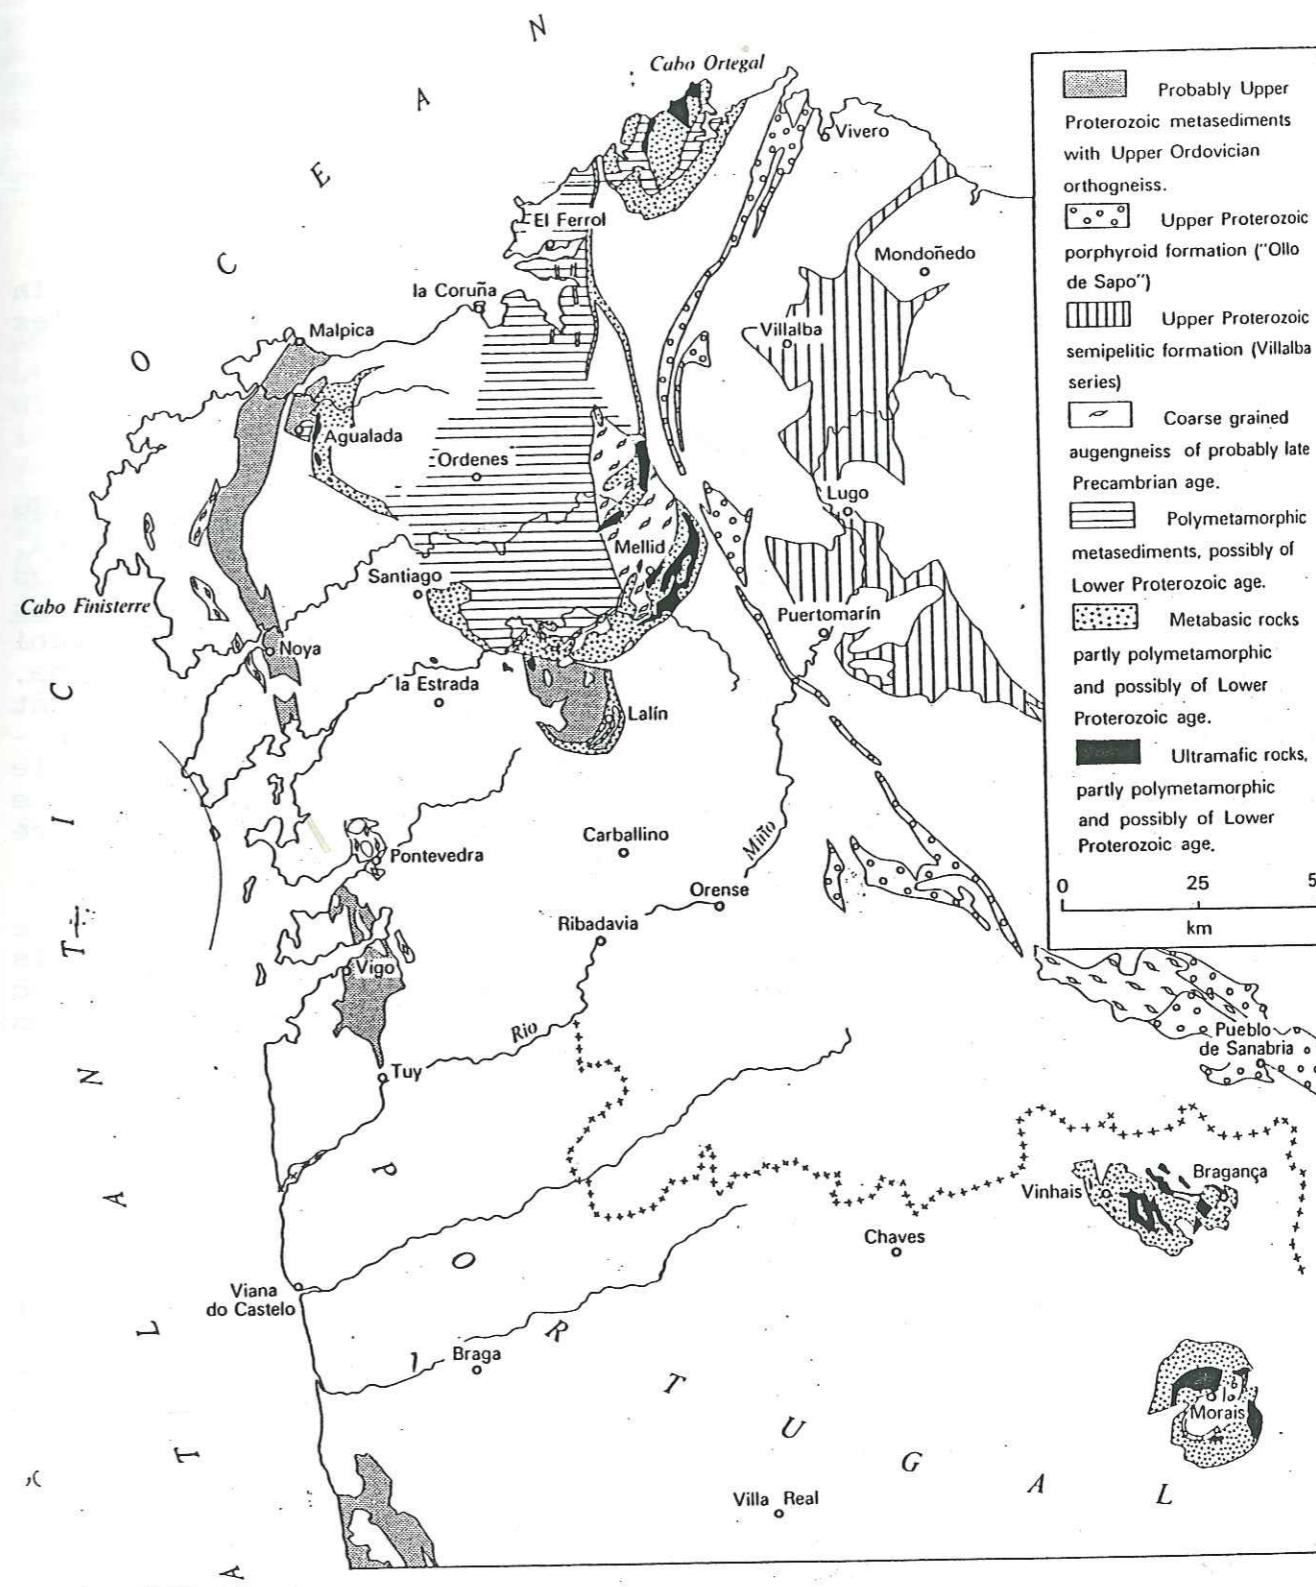 ATLANTIC OCEAN
Cabo Ortegal
Vivero
El Ferrol
Mondoñedo
la Coruña
Malpica
Villalba
Agualada
Ordenes
Lugo
Mellid
Santiago
Cabo Finisterre
Puertomarín
Noya
la Estrada
Lalín
Carballino
Miño
Pontevedra
Orense
Ribadavia
Vigo
Rio
Pueblo
de Sanabria
Tuy
Vinhais
Bragança
Chaves
Viana
do Castelo
Braga
Morais
Villa Real
PORTUGAL
Probably Upper
Proterozoic metasediments
with Upper Ordovician
orthogneiss.
Upper Proterozoic
porphyroid formation ("Ollo
de Sapo")
Upper Proterozoic
semipelitic formation (Villalba
series)
Coarse grained
augengneiss of probably late
Precambrian age.
Polymetamorphic
metasediments, possibly of
Lower Proterozoic age.
Metabasic rocks
partly polymetamorphic
and possibly of Lower
Proterozoic age.
Ultramafic rocks,
partly polymetamorphic
and possibly of Lower
Proterozoic age.
0 25 5
km